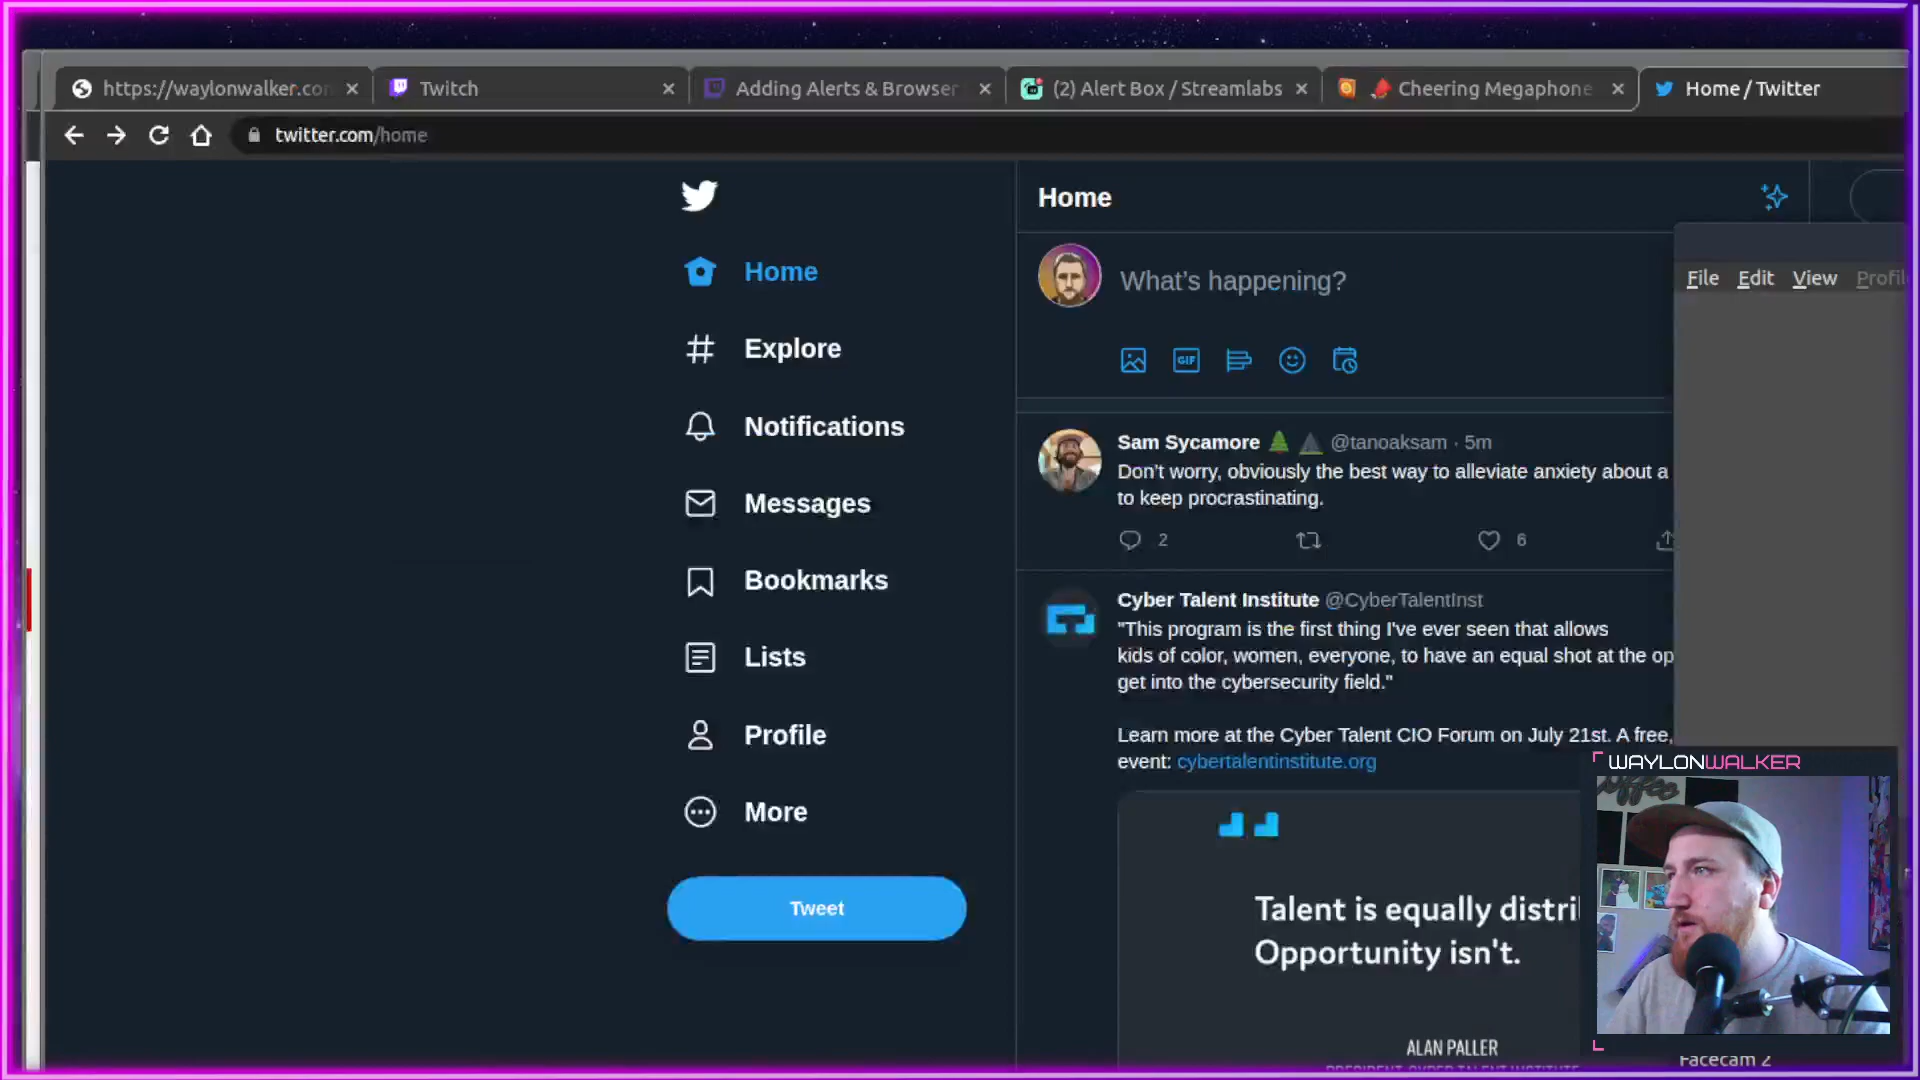 https://waylonwalker.co
Twitch
Adding Alerts & Browser
(2) Alert Box / Streamlabs
Cheering Megaphone
Home / Twitter
twitter.com/home
Home
Explore
Notifications
Messages
Bookmarks
Lists
Profile
More
Tweet
Home
What's happening?
GIF
Sam Sycamore @tanoaksam · 5m
Don't worry, obviously the best way to alleviate anxiety about a
to keep procrastinating.
2
6
Cyber Talent Institute @CyberTalentInst
"This program is the first thing I've ever seen that allows
kids of color, women, everyone, to have an equal shot at the op
get into the cybersecurity field."
Learn more at the Cyber Talent CIO Forum on July 21st. A free,
event: cybertalentinstitute.org
Talent is equally distri
Opportunity isn't.
ALAN PALLER
File Edit View Profil
WAYLONWALKER
Facecam 2